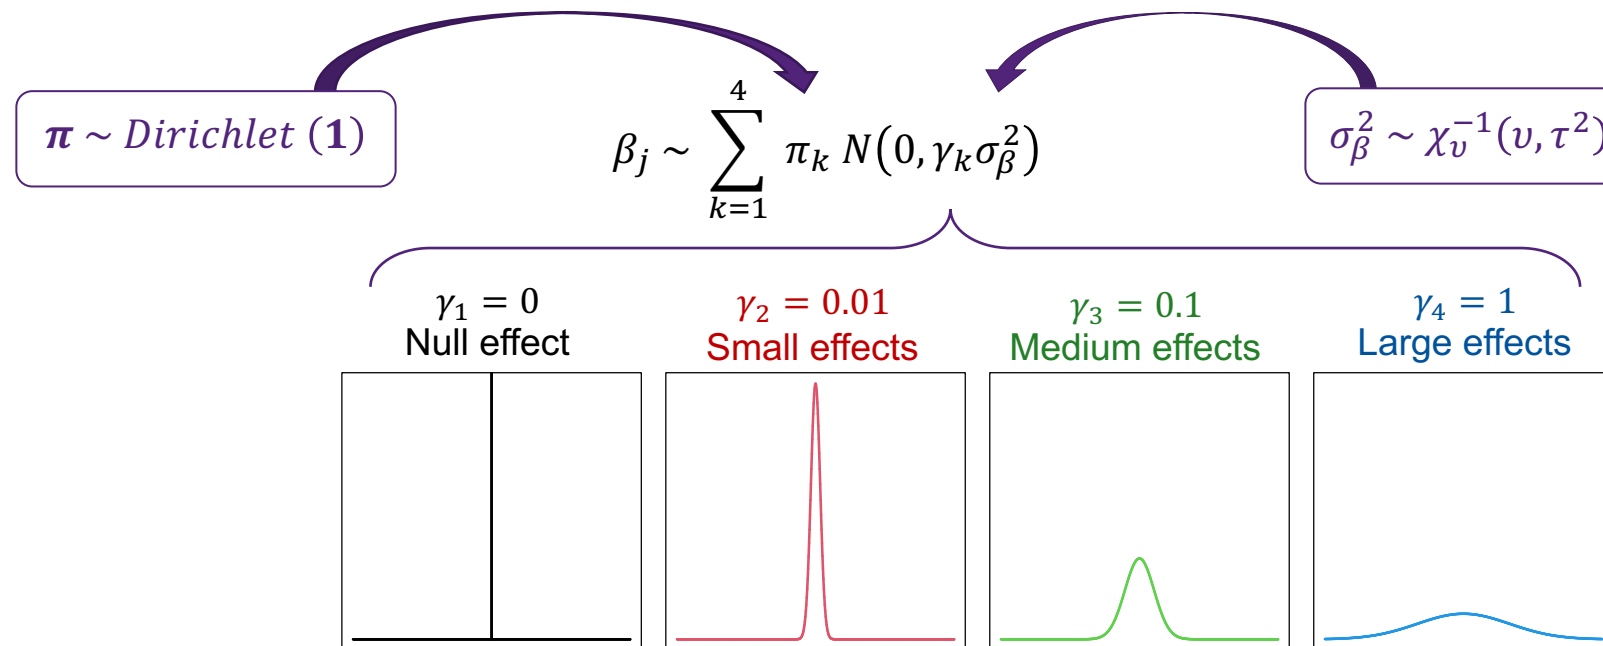 π ~ Dirichlet (1)
β_j ~ ∑_{k=1}^{4} π_k N(0, γ_k σ_β^2)
σ_β^2 ~ χ_υ^{-1}(υ, τ^2)
γ_1 = 0
Null effect
γ_2 = 0.01
Small effects
γ_3 = 0.1
Medium effects
γ_4 = 1
Large effects